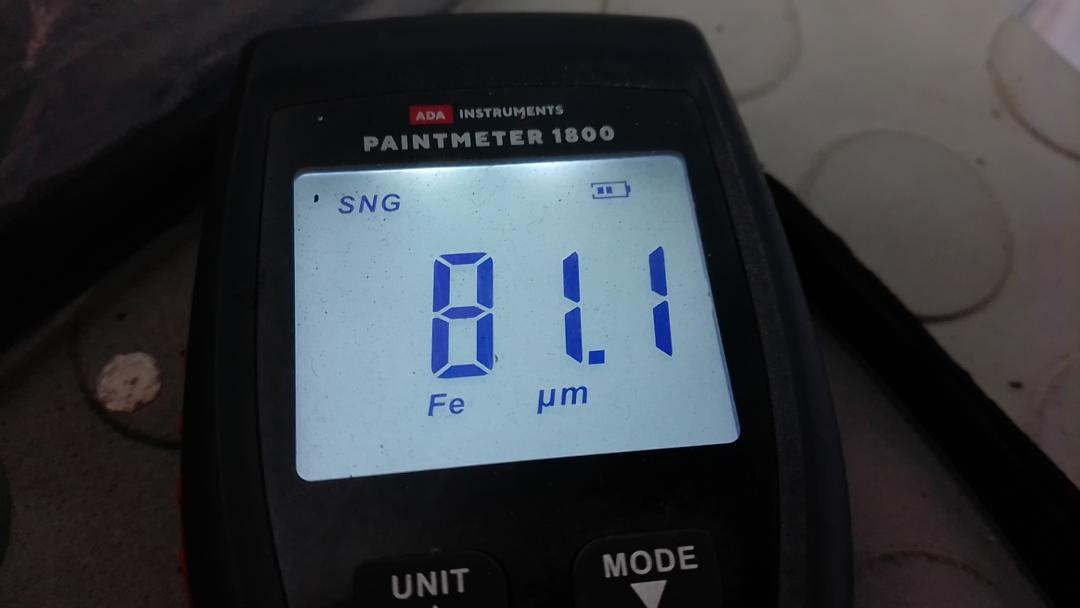 ADA INSTRUMENTS
PAINTMETER 1800
SNG
81.1
Fe µm
UNIT MODE